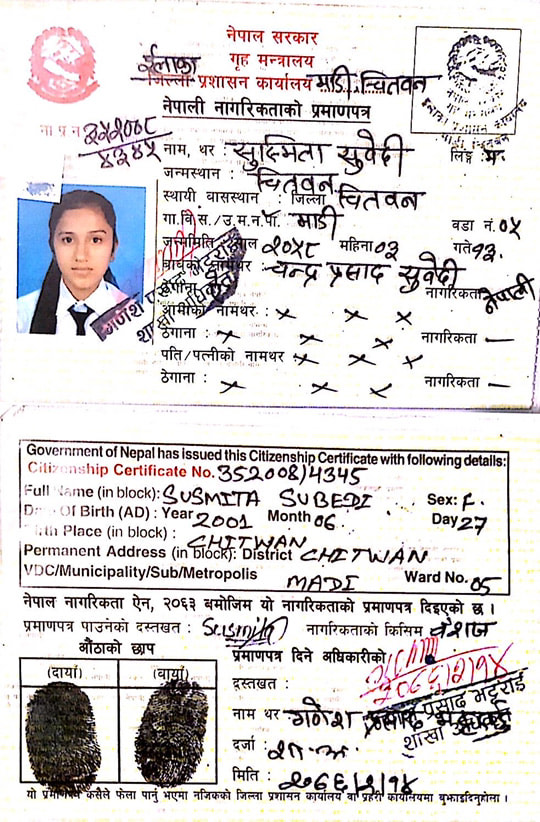 नेपाल सरकार
गृह मन्त्रालय
ईलाका
जिल्ला प्रशासन कार्यालय माडी, चितवन
नेपाली नागरिकताको प्रमाणपत्र
ना प्र न ३५२००८/४३४५
नाम, थर : सुस्मिता सुवेदी लिङ्ग म.
जन्मस्थान : चितवन
स्थायी वासस्थान : जिल्ला चितवन
गा.वि.स./उ.म.न.पा. माडी वडा नं. ०५
जन्ममिति साल २०५८ महिना ०३ गते १३
चन्द्र प्रसाद सुवेदी
ठेगाना नागरिकता नेपाली
आमाको नामथर : × × ×
ठेगाना : × × × नागरिकता —
पति/पत्नीको नामथर : × × ×
ठेगाना : × × × नागरिकता —
गणेश
शाखा अधिकृत
Government of Nepal has issued this Citizenship Certificate with following details:
Citizenship Certificate No. 352008/4345
Full Name (in block): SUSMITA SUBEDI Sex: F.
Date Of Birth (AD) : Year 2001 Month 06 Day 27
Birth Place (in block) : CHITWAN
Permanent Address (in block): District CHITWAN
VDC/Municipality/Sub/Metropolis MADI Ward No. 05
नेपाल नागरिकता ऐन, २०६३ बमोजिम यो नागरिकताको प्रमाणपत्र दिइएको छ ।
प्रमाणपत्र पाउनेको दस्तखत : Susmita नागरिकताको किसिम वंशज
औंठाको छाप
(दायाँ) (बायाँ)
प्रमाणपत्र दिने अधिकारीको
दस्तखत :
नाम थर : गणेश प्रसाद भट्टराई
शाखा
दर्जा : शा.अ.
मिति :
यो प्रमाणपत्र कसैले फेला पार्नु भएमा नजिकको जिल्ला प्रशासन कार्यालय वा प्रहरी कार्यालयमा बुझाइदिनुहोला ।